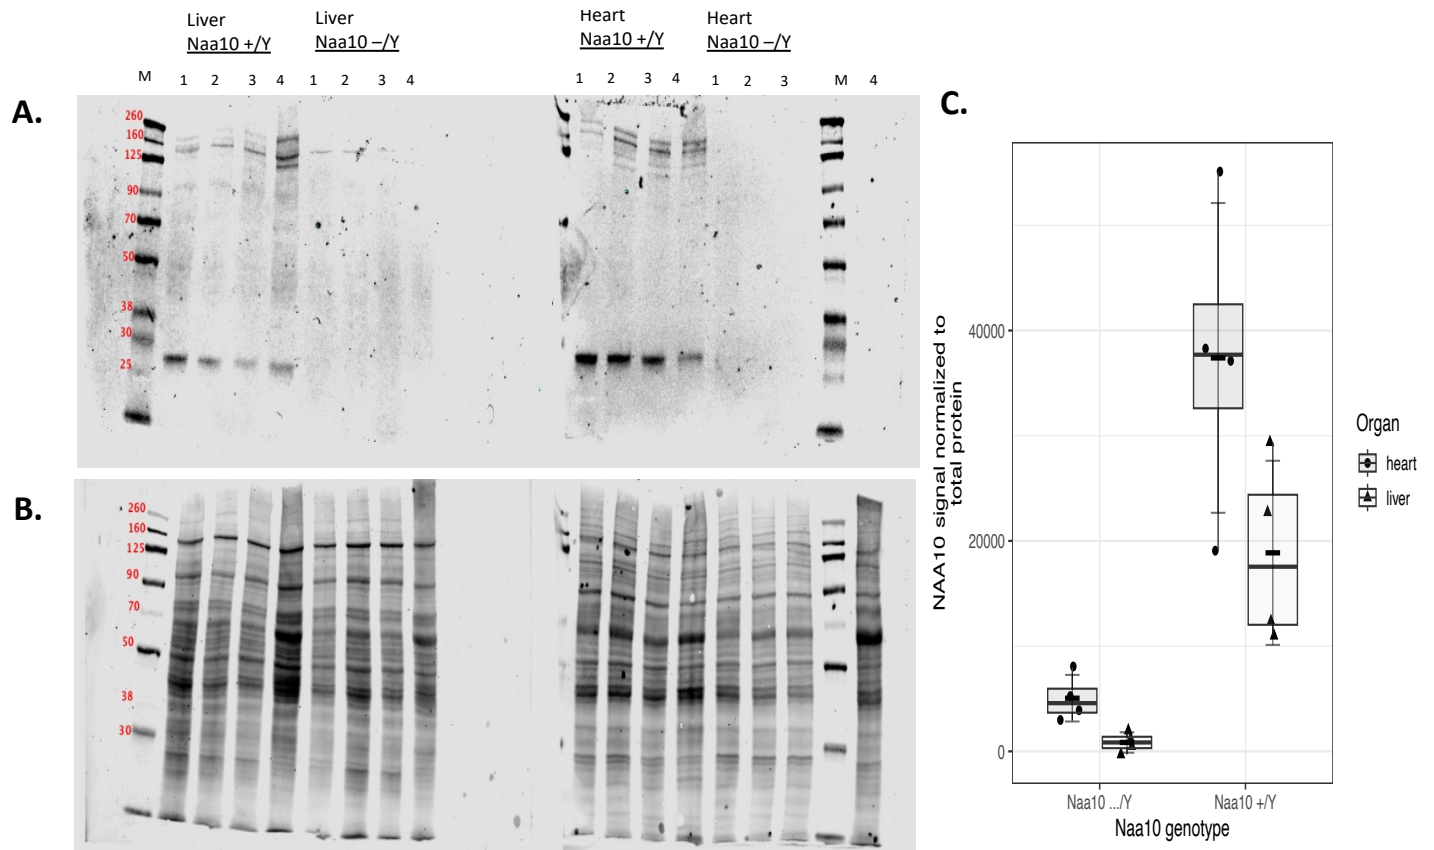 Liver
Naa10 +/Y
Liver
Naa10 –/Y
Heart
Naa10 +/Y
Heart
Naa10 –/Y
M 1 2 3 4 1 2 3 4 1 2 3 4 1 2 3 M 4
A.
260
160
125
90
70
50
38
30
25
B.
260
160
125
90
70
50
38
30
C.
NAA10 signal normalized to
total protein
40000
20000
0
Naa10 .../Y Naa10 +/Y
Naa10 genotype
Organ
heart
liver